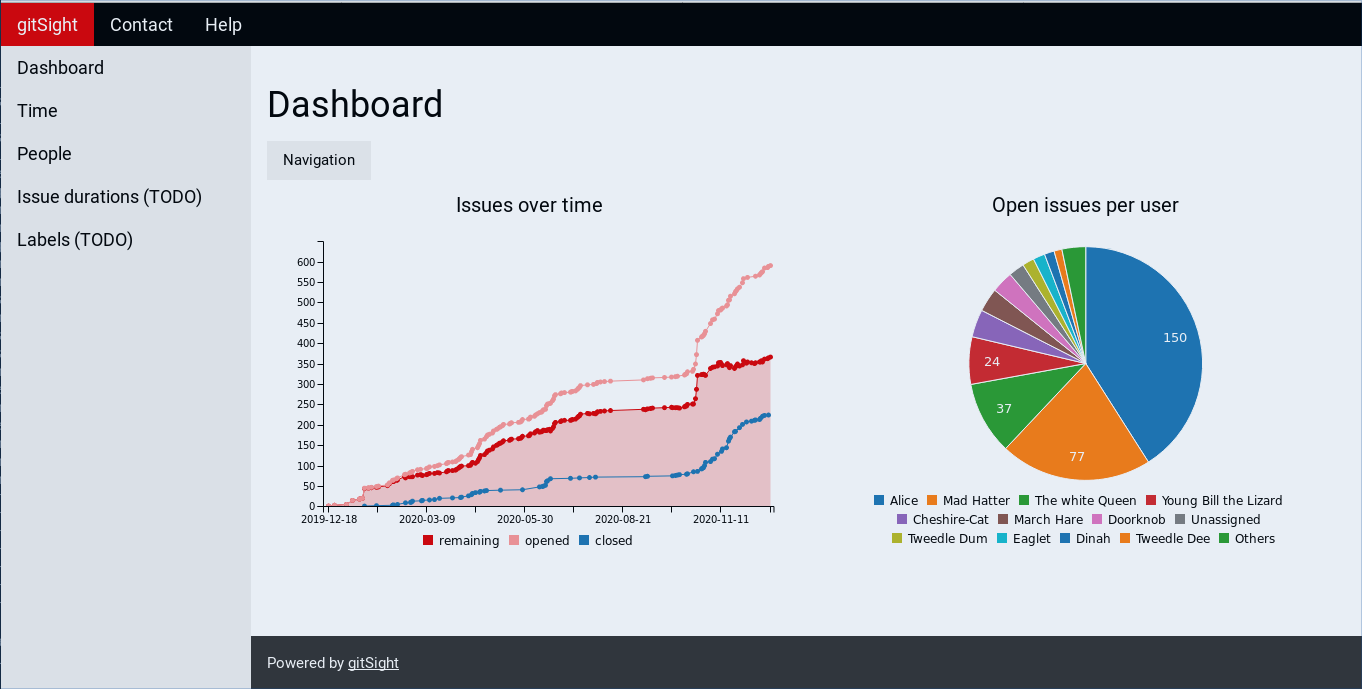 gitSight Contact Help
Dashboard
Time
People
Issue durations (TODO)
Labels (TODO)
Dashboard
Navigation
Issues over time
600
550
500
450
400
350
300
250
200
150
100
50
0
2019-12-18 2020-03-09 2020-05-30 2020-08-21 2020-11-11
remaining opened closed
Open issues per user
150
24
37
77
Alice Mad Hatter The white Queen Young Bill the Lizard
Cheshire-Cat March Hare Doorknob Unassigned
Tweedle Dum Eaglet Dinah Tweedle Dee Others
Powered by gitSight